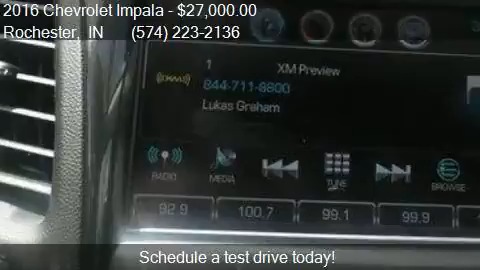 2016 Chevrolet Impala - $27,000.00
Rochester, IN (574) 223-2136
1 XM Preview
((XM))
844-711-8800
Lukas Graham
RADIO MEDIA TUNE BROWSE
92.9 100.7 99.1 99.9
Schedule a test drive today!